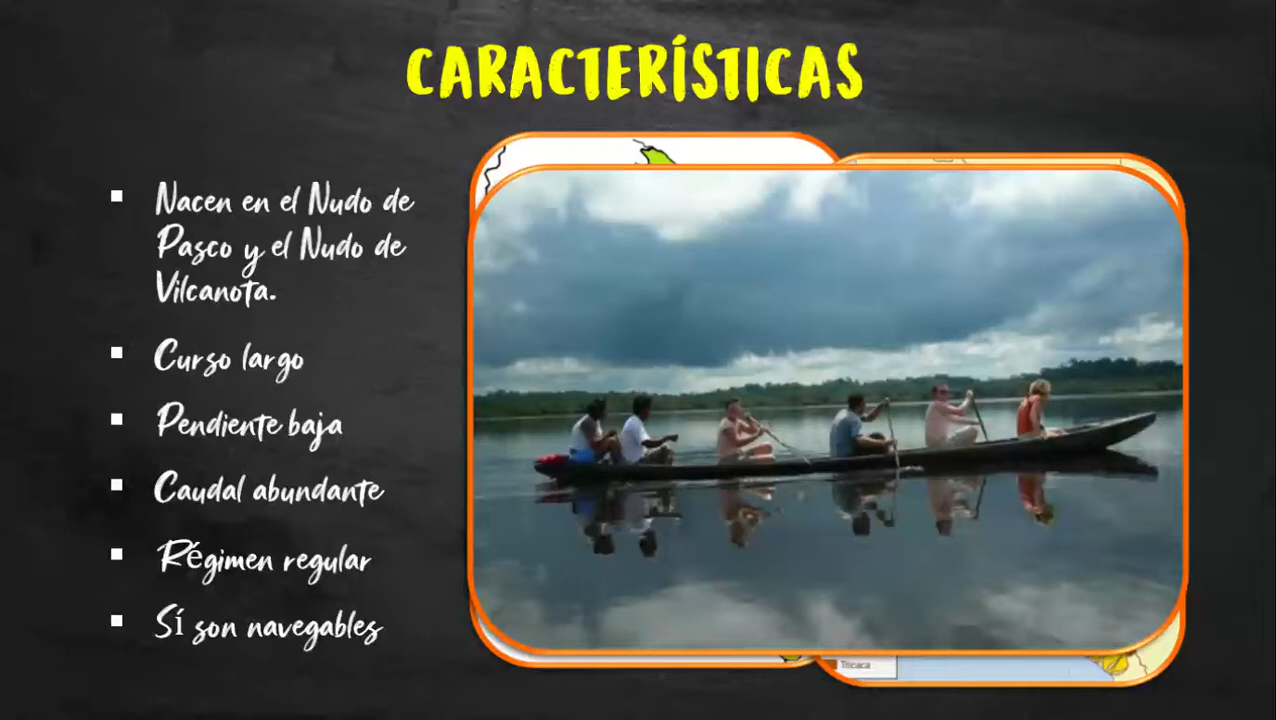 CARACTERÍSTICAS
▪ Nacen en el Nudo de
Pasco y el Nudo de
Vilcanota.
▪ Curso largo
▪ Pendiente baja
▪ Caudal abundante
▪ Régimen regular
▪ Sí son navegables
Titicaca